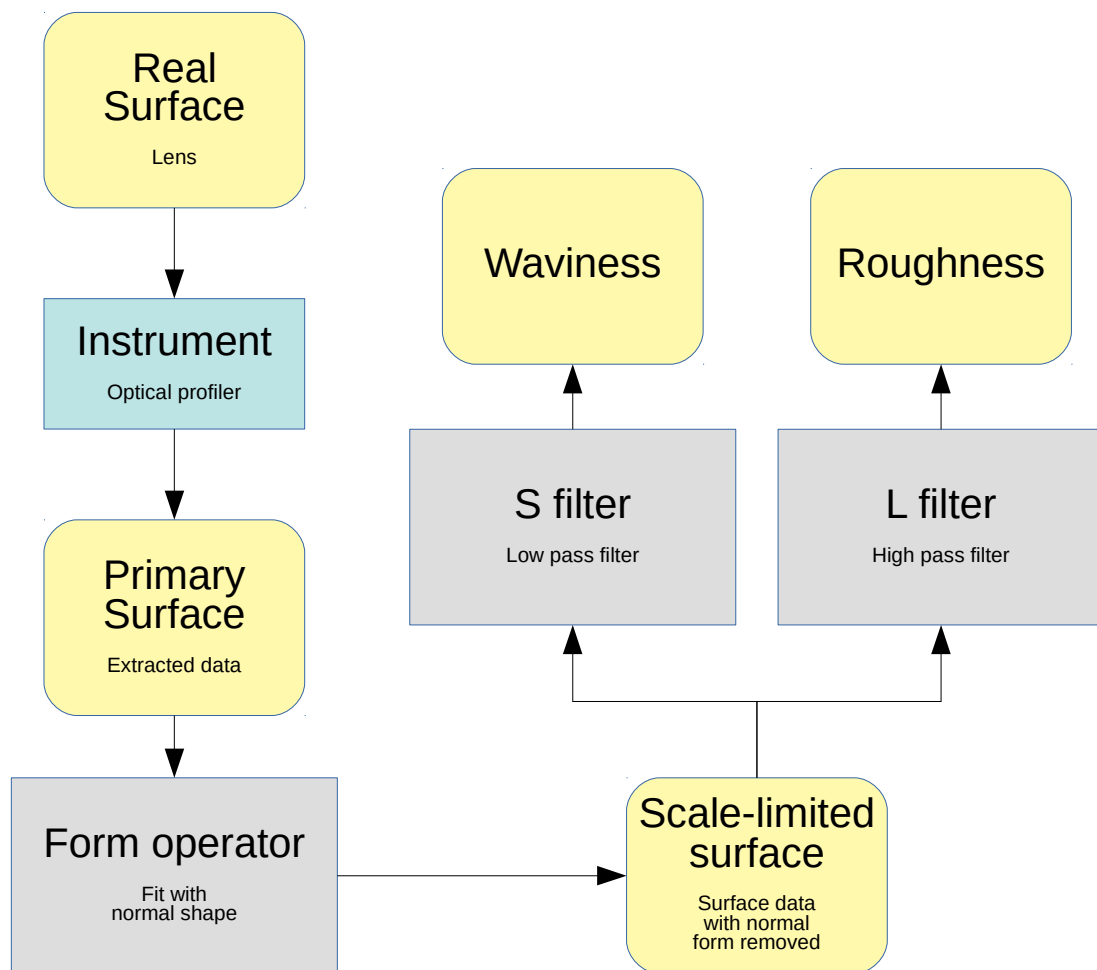 Real
Surface
Lens
Instrument
Optical profiler
Primary
Surface
Extracted data
Form operator
Fit with
normal shape
Scale-limited
surface
Surface data
with normal
form removed
S filter
Low pass filter
L filter
High pass filter
Waviness
Roughness